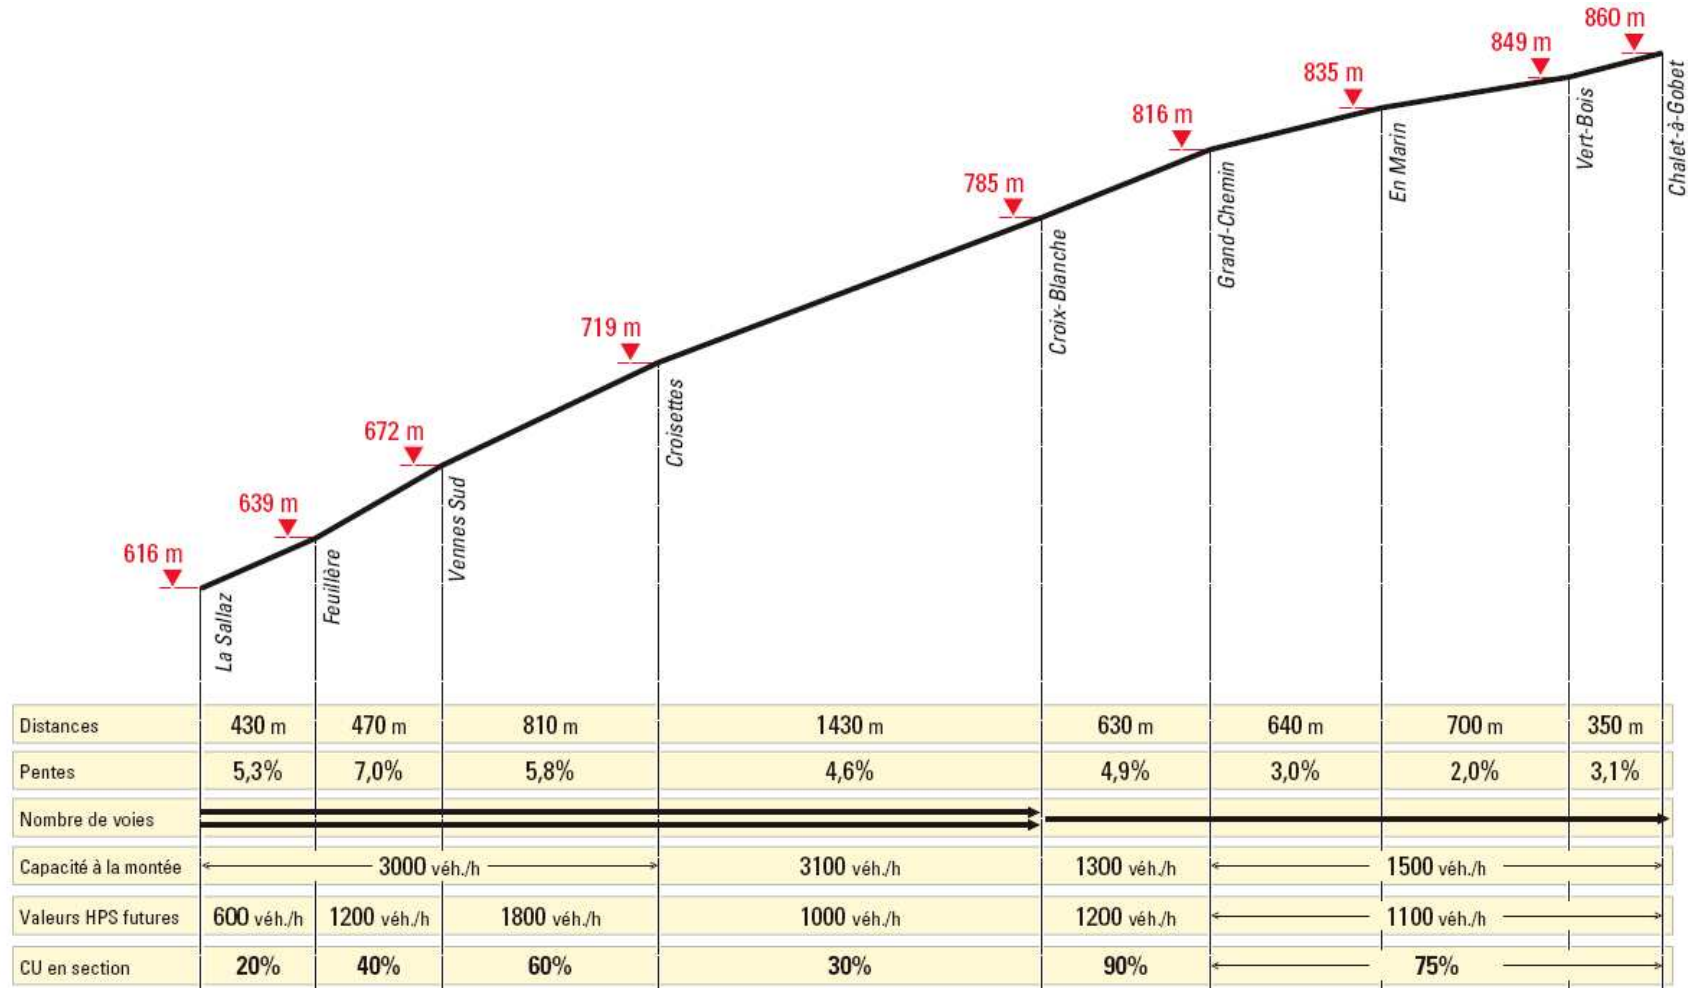 860 m
849 m
835 m
816 m
785 m
719 m
672 m
639 m
616 m
La Sallaz
Feuillère
Vennes Sud
Croisettes
Croix-Blanche
Grand-Chemin
En Marin
Vert-Bois
Chalet-à-Gobet
Distances 430 m 470 m 810 m 1430 m 630 m 640 m 700 m 350 m
Pentes 5,3% 7,0% 5,8% 4,6% 4,9% 3,0% 2,0% 3,1%
Nombre de voies
Capacité à la montée 3000 véh./h 3100 véh./h 1300 véh./h 1500 véh./h
Valeurs HPS futures 600 véh./h 1200 véh./h 1800 véh./h 1000 véh./h 1200 véh./h 1100 véh./h
CU en section 20% 40% 60% 30% 90% 75%